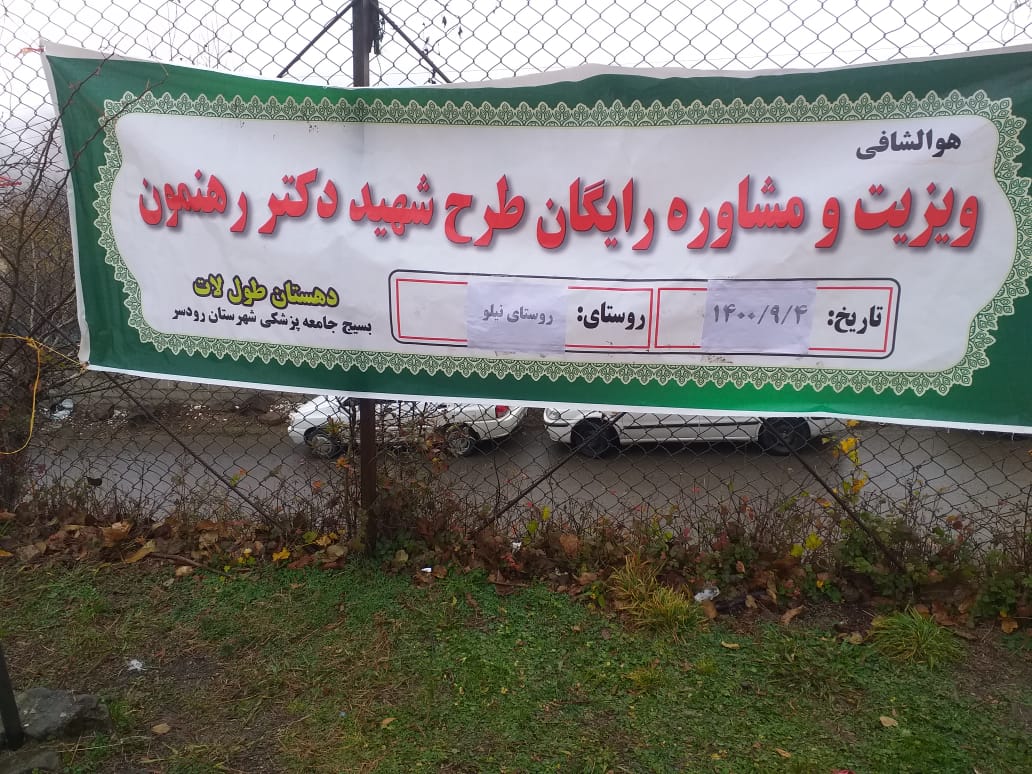 هوالشافی
ویزیت و مشاوره رایگان طرح شهید دکتر رهنمون
تاریخ: ۱۴۰۰/۹/۴ روستای: روستای نیلو
دهستان طول لات
بسیج جامعه پزشکی شهرستان رودسر